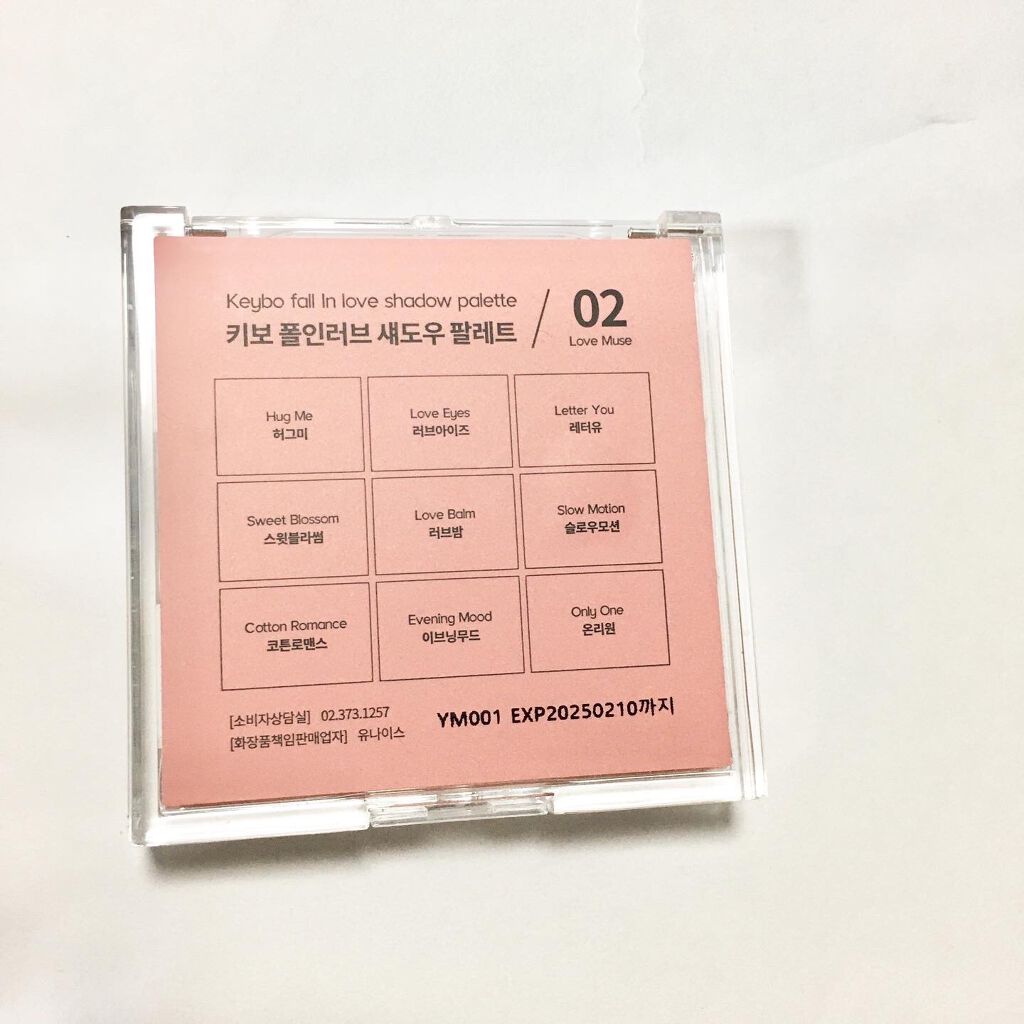 Keybo fall In love shadow palette
키보 폴인러브 섀도우 팔레트
02
Love Muse
Hug Me
허그미
Love Eyes
러브아이즈
Letter You
레터유
Sweet Blossom
스윗블라썸
Love Balm
러브밤
Slow Motion
슬로우모션
Cotton Romance
코튼로맨스
Evening Mood
이브닝무드
Only One
온리원
[소비자상담실] 02.373.1257
[화장품책임판매업자] 유나이스
YM001 EXP20250210까지